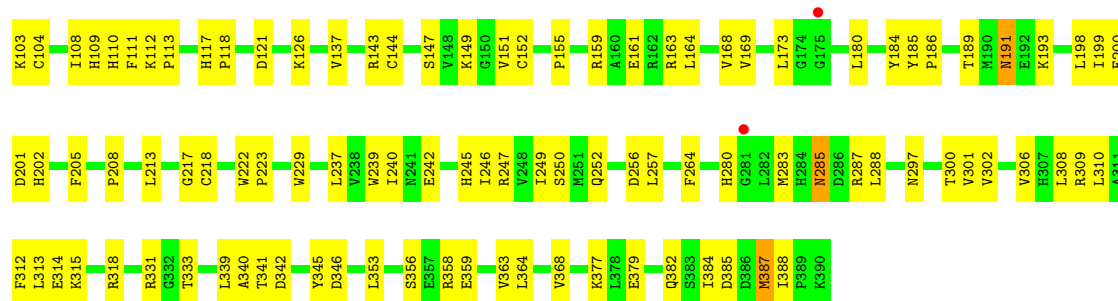 K103 C104 I108 H109 H110 F111 K112 P113 H117 P118 D121 K126 V137 R143 C144 S147 V148 K149 G150 V151 C152 P155 R159 A160 E161 R162 R163 L164 V168 V169 L173 G174 G175 L180 Y184 Y185 P186 T189 M190 N191 E192 K193 L198 I199
D201 H202 F205 P208 L213 G217 C218 W222 P223 W229 L237 V238 W239 I240 N241 E242 H245 I246 R247 V248 I249 S250 M251 Q252 D256 L257 F264 H280 G281 L282 M283 H284 N285 D286 R287 L288 N297 T300 V301 V302 V306 H307 L308 R309 L310
F312 L313 E314 K315 R318 R331 G332 T333 L339 A340 T341 D342 Y345 D346 L353 S356 E357 R358 E359 V363 L364 V368 K377 L378 E379 Q382 S383 I384 D385 D386 M387 I388 P389 K390